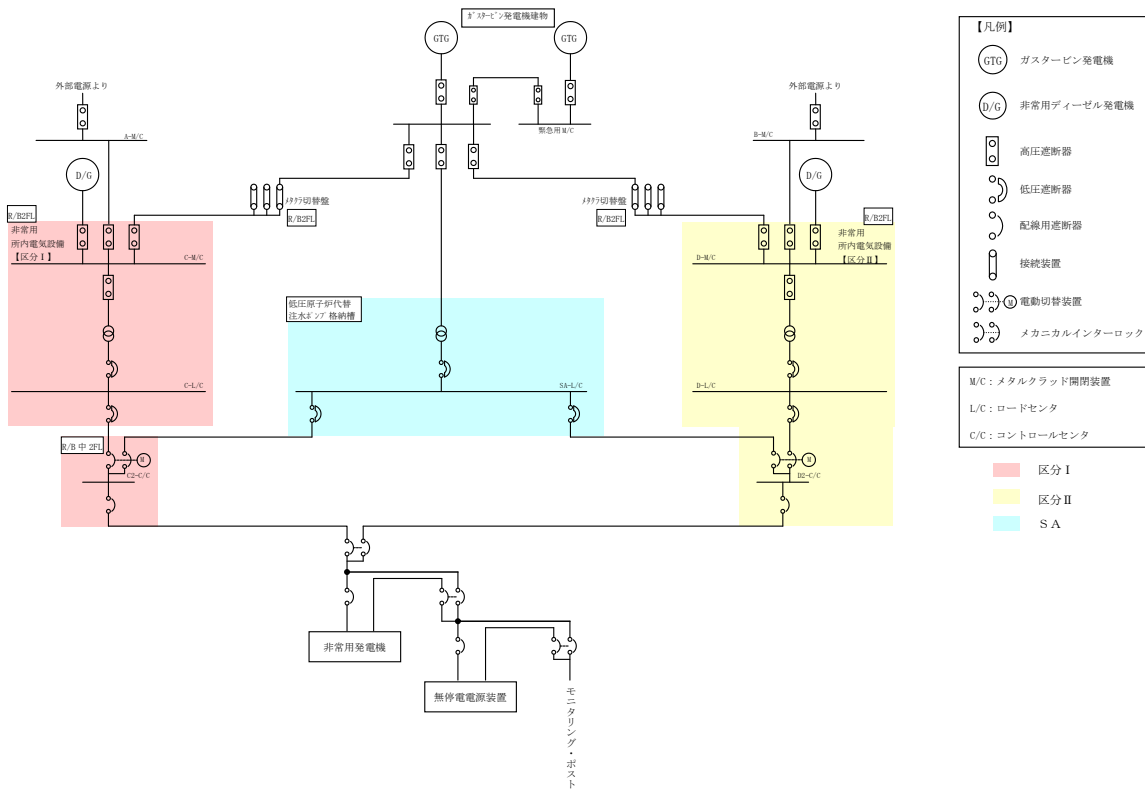 ｶﾞｽﾀｰﾋﾞﾝ発電機建物
GTG
GTG
外部電源より
外部電源より
緊急用M/C
A-M/C
B-M/C
D/G
D/G
ﾒﾀｸﾗ切替盤
R/B2FL
ﾒﾀｸﾗ切替盤
R/B2FL
R/B2FL
非常用
所内電気設備
【区分Ⅰ】
C-M/C
R/B2FL
非常用
所内電気設備
【区分Ⅱ】
D-M/C
低圧原子炉代替
注水ﾎﾟﾝﾌﾟ格納槽
C-L/C
SA-L/C
D-L/C
R/B中2FL
M
C2-C/C
M
D2-C/C
非常用発電機
無停電電源装置
モニタリング・ポスト
【凡例】
GTG ガスタービン発電機
D/G 非常用ディーゼル発電機
高圧遮断器
低圧遮断器
配線用遮断器
接続装置
M 電動切替装置
メカニカルインターロック
M/C：メタルクラッド開閉装置
L/C：ロードセンタ
C/C：コントロールセンタ
区分Ⅰ
区分Ⅱ
ＳＡ